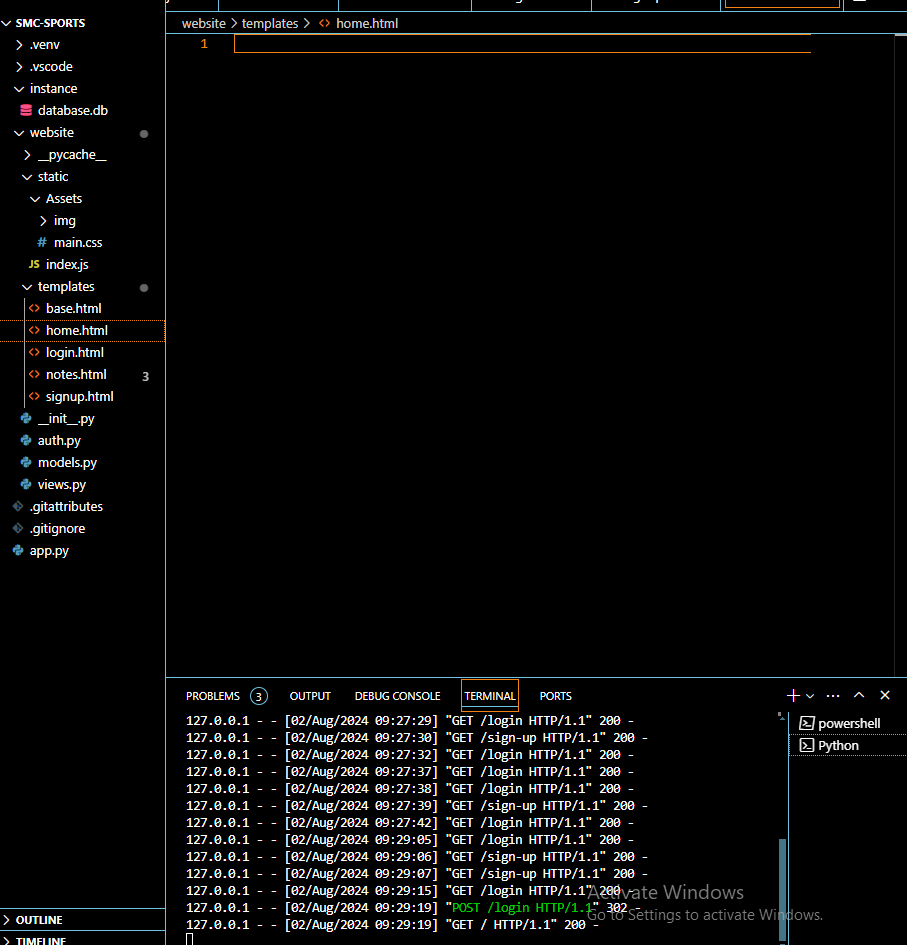 SMC-SPORTS
.venv
.vscode
instance
database.db
website
__pycache__
static
Assets
img
# main.css
JS index.js
templates
<> base.html
<> home.html
<> login.html
<> notes.html 3
<> signup.html
__init__.py
auth.py
models.py
views.py
.gitattributes
.gitignore
app.py
OUTLINE
TIMELINE
website > templates > <> home.html
1
PROBLEMS 3 OUTPUT DEBUG CONSOLE TERMINAL PORTS
127.0.0.1 - - [02/Aug/2024 09:27:29] "GET /login HTTP/1.1" 200 -
127.0.0.1 - - [02/Aug/2024 09:27:30] "GET /sign-up HTTP/1.1" 200 -
127.0.0.1 - - [02/Aug/2024 09:27:32] "GET /login HTTP/1.1" 200 -
127.0.0.1 - - [02/Aug/2024 09:27:37] "GET /login HTTP/1.1" 200 -
127.0.0.1 - - [02/Aug/2024 09:27:38] "GET /login HTTP/1.1" 200 -
127.0.0.1 - - [02/Aug/2024 09:27:39] "GET /sign-up HTTP/1.1" 200 -
127.0.0.1 - - [02/Aug/2024 09:27:42] "GET /login HTTP/1.1" 200 -
127.0.0.1 - - [02/Aug/2024 09:29:05] "GET /login HTTP/1.1" 200 -
127.0.0.1 - - [02/Aug/2024 09:29:06] "GET /sign-up HTTP/1.1" 200 -
127.0.0.1 - - [02/Aug/2024 09:29:07] "GET /sign-up HTTP/1.1" 200 -
127.0.0.1 - - [02/Aug/2024 09:29:15] "GET /login HTTP/1.1" 200 -
127.0.0.1 - - [02/Aug/2024 09:29:19] "POST /login HTTP/1.1" 302 -
127.0.0.1 - - [02/Aug/2024 09:29:19] "GET / HTTP/1.1" 200 -
powershell
Python
Activate Windows
Go to Settings to activate Windows.